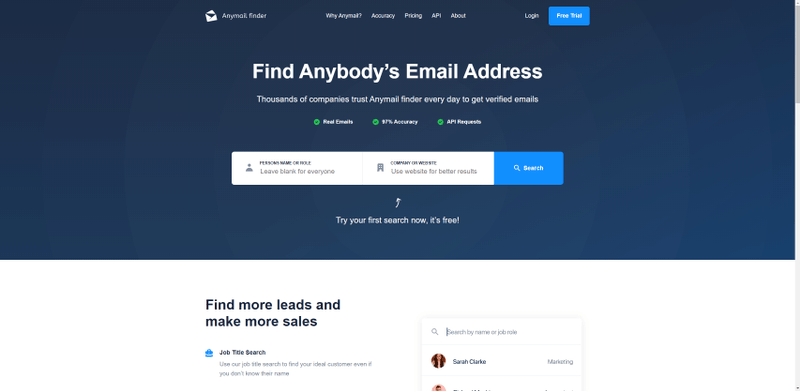 Anymail finder
Why Anymail?
Accuracy
Pricing
API
About
Login
Free Trial
Find Anybody's Email Address
Thousands of companies trust Anymail finder every day to get verified emails
Real Emails
97% Accuracy
API Requests
PERSONS NAME OR ROLE
Leave blank for everyone
COMPANY OR WEBSITE
Use website for better results
Search
Try your first search now, it's free!
Find more leads and
make more sales
Job Title Search
Use our job title search to find your ideal customer even if
you don't know their name
Search by name or job role
Sarah Clarke
Marketing